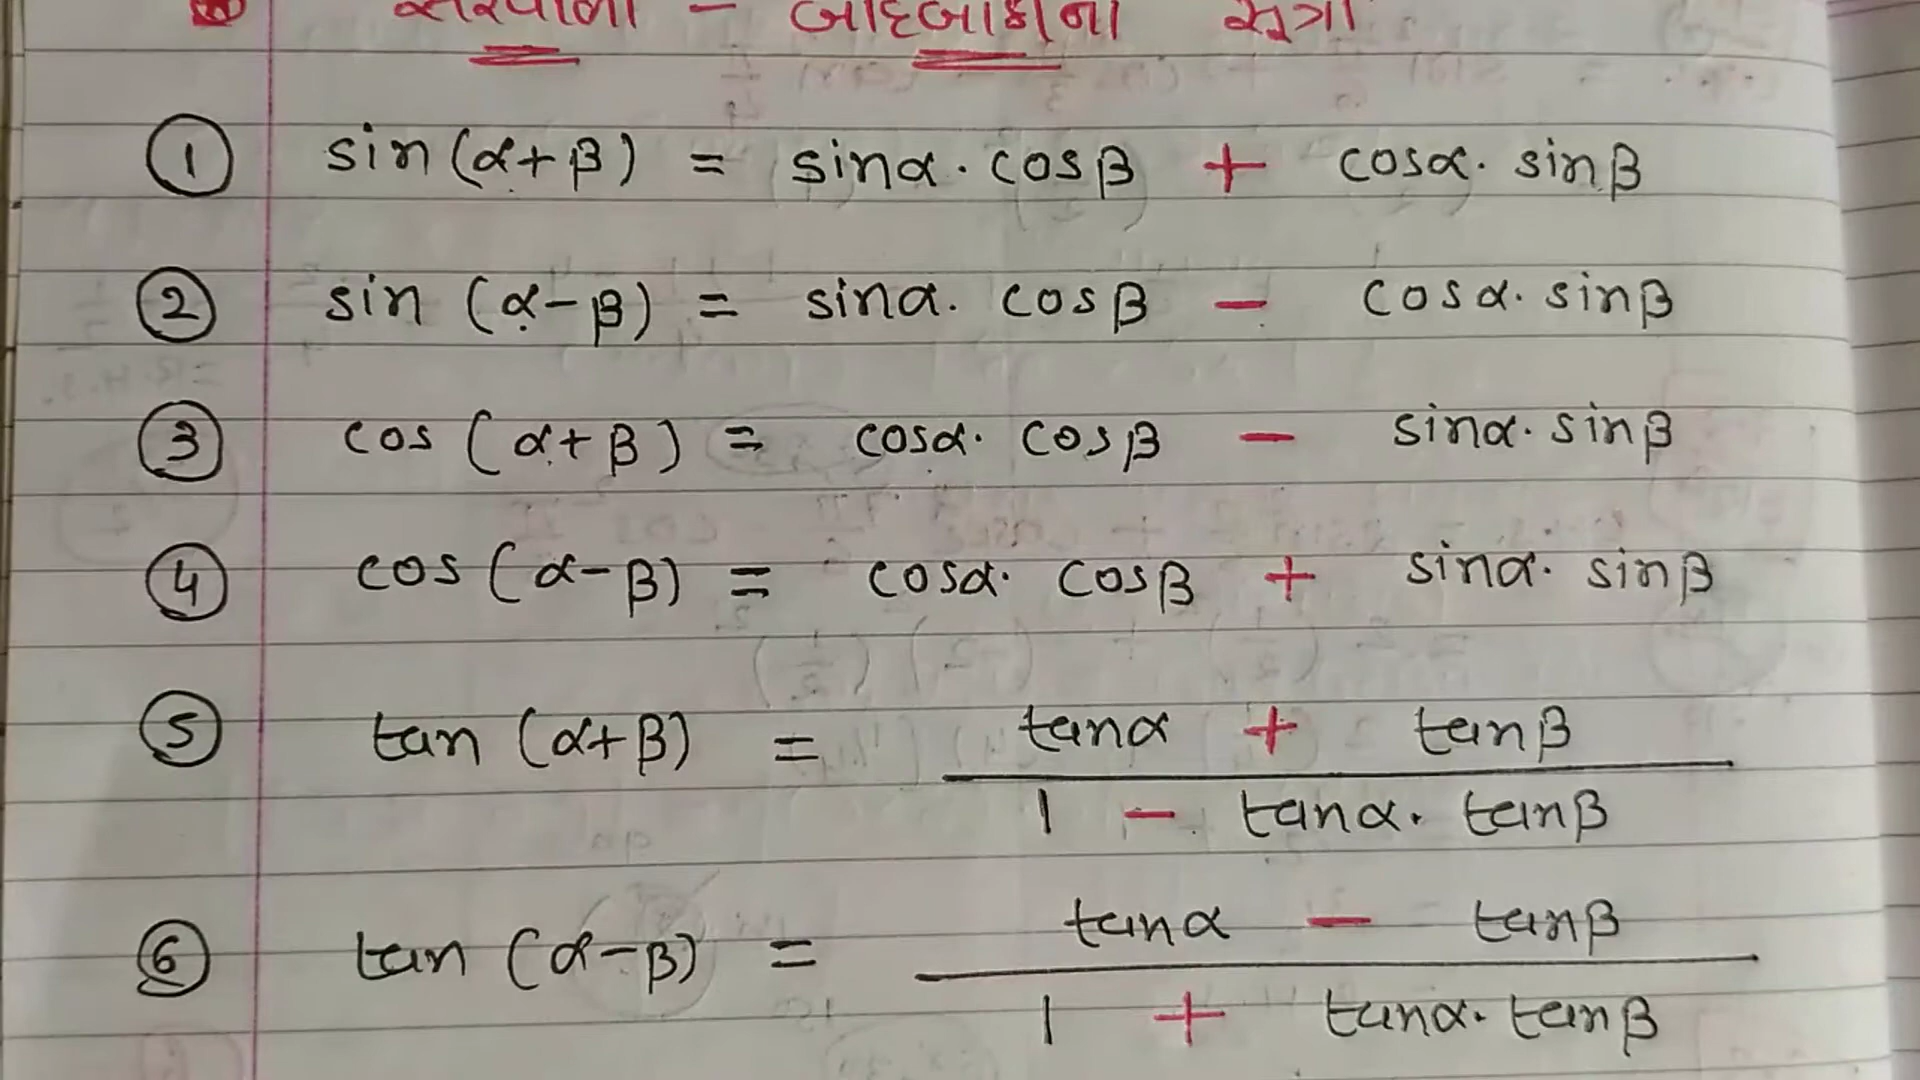 સરવાળા - બાદબાકીના સૂત્રો
① sin (α+β) = sinα . cosβ + cosα . sinβ
② sin (α-β) = sinα . cosβ - cosα . sinβ
③ cos (α+β) = cosα . cosβ - sinα . sinβ
④ cos (α-β) = cosα . cosβ + sinα . sinβ
⑤ tan (α+β) = tanα + tanβ
1 - tanα . tanβ
⑥ tan (α-β) = tanα - tanβ
1 + tanα . tanβ